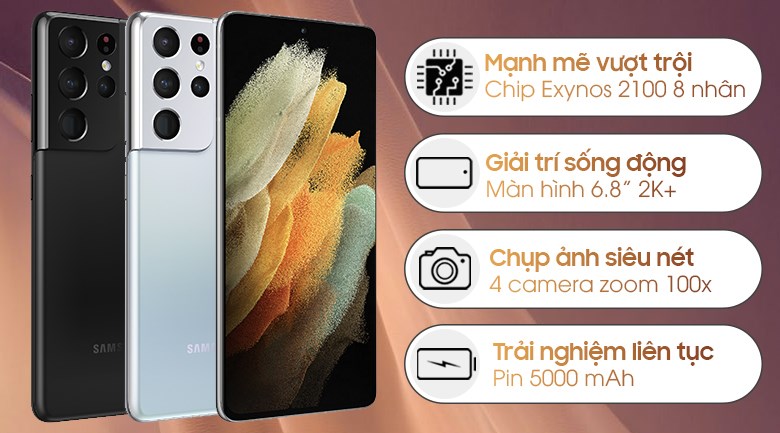 Mạnh mẽ vượt trội
Chip Exynos 2100 8 nhân
Giải trí sống động
Màn hình 6.8” 2K+
Chụp ảnh siêu nét
4 camera zoom 100x
Trải nghiệm liên tục
Pin 5000 mAh